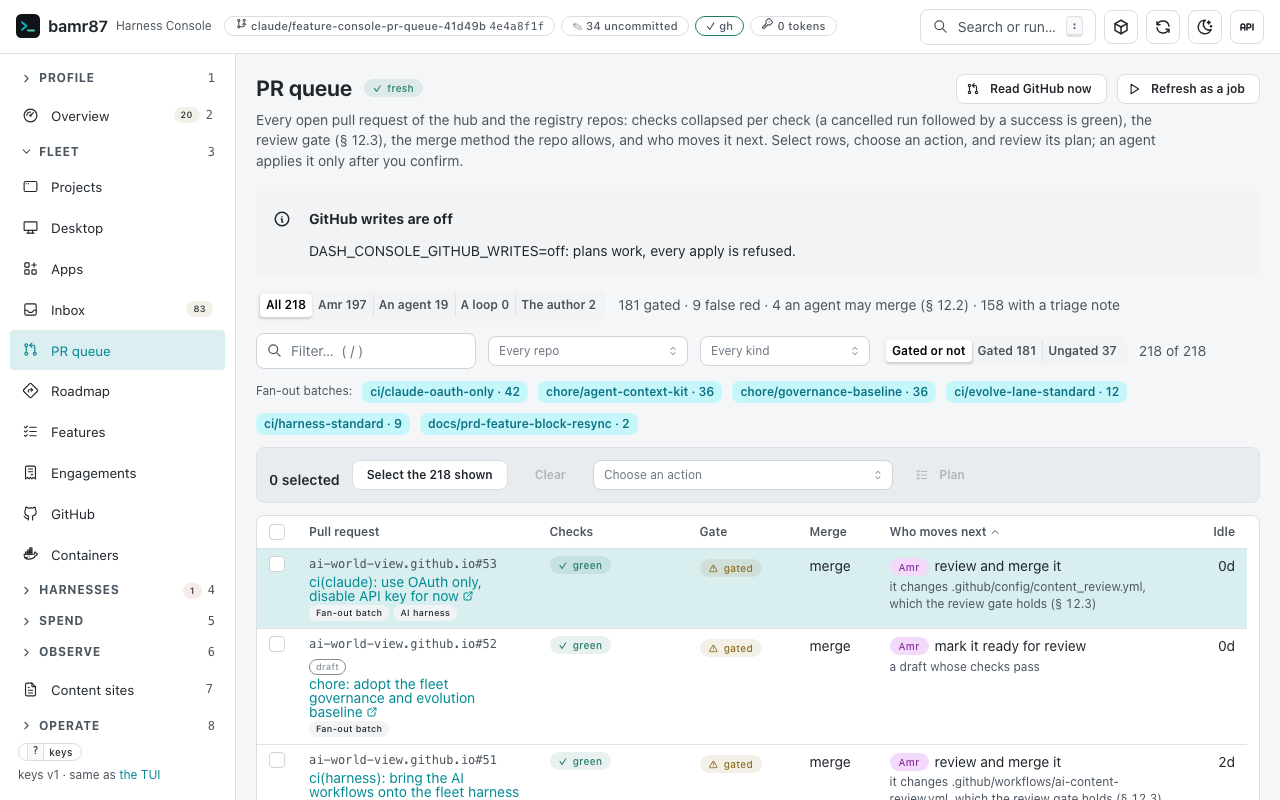 bamr87 Harness Console claude/feature-console-pr-queue-41d49b 4e4a8f1f 34 uncommitted gh 0 tokens Search or run... : API
PROFILE 1
Overview 20 2
FLEET 3
Projects
Desktop
Apps
Inbox 83
PR queue
Roadmap
Features
Engagements
GitHub
Containers
HARNESSES 1 4
SPEND 5
OBSERVE 6
Content sites 7
OPERATE 8
? keys
keys v1 · same as the TUI
PR queue fresh Read GitHub now Refresh as a job
Every open pull request of the hub and the registry repos: checks collapsed per check (a cancelled run followed by a success is green), the
review gate (§ 12.3), the merge method the repo allows, and who moves it next. Select rows, choose an action, and review its plan; an agent
applies it only after you confirm.
GitHub writes are off
DASH_CONSOLE_GITHUB_WRITES=off: plans work, every apply is refused.
All 218 Amr 197 An agent 19 A loop 0 The author 2 181 gated · 9 false red · 4 an agent may merge (§ 12.2) · 158 with a triage note
Filter... ( / ) Every repo Every kind Gated or not Gated 181 Ungated 37 218 of 218
Fan-out batches: ci/claude-oauth-only · 42 chore/agent-context-kit · 36 chore/governance-baseline · 36 ci/evolve-lane-standard · 12
ci/harness-standard · 9 docs/prd-feature-block-resync · 2
0 selected Select the 218 shown Clear Choose an action Plan
Pull request Checks Gate Merge Who moves next Idle
ai-world-view.github.io#53 green gated merge Amr review and merge it 0d
ci(claude): use OAuth only, it changes .github/config/content_review.yml,
disable API key for now which the review gate holds (§ 12.3)
Fan-out batch AI harness
ai-world-view.github.io#52 green gated merge Amr mark it ready for review 0d
draft a draft whose checks pass
chore: adopt the fleet
governance and evolution
baseline
Fan-out batch
ai-world-view.github.io#51 green gated merge Amr review and merge it 2d
ci(harness): bring the AI it changes .github/workflows/ai-content-
workflows onto the fleet harness review.yml, which the review gate holds (§ 12.3)